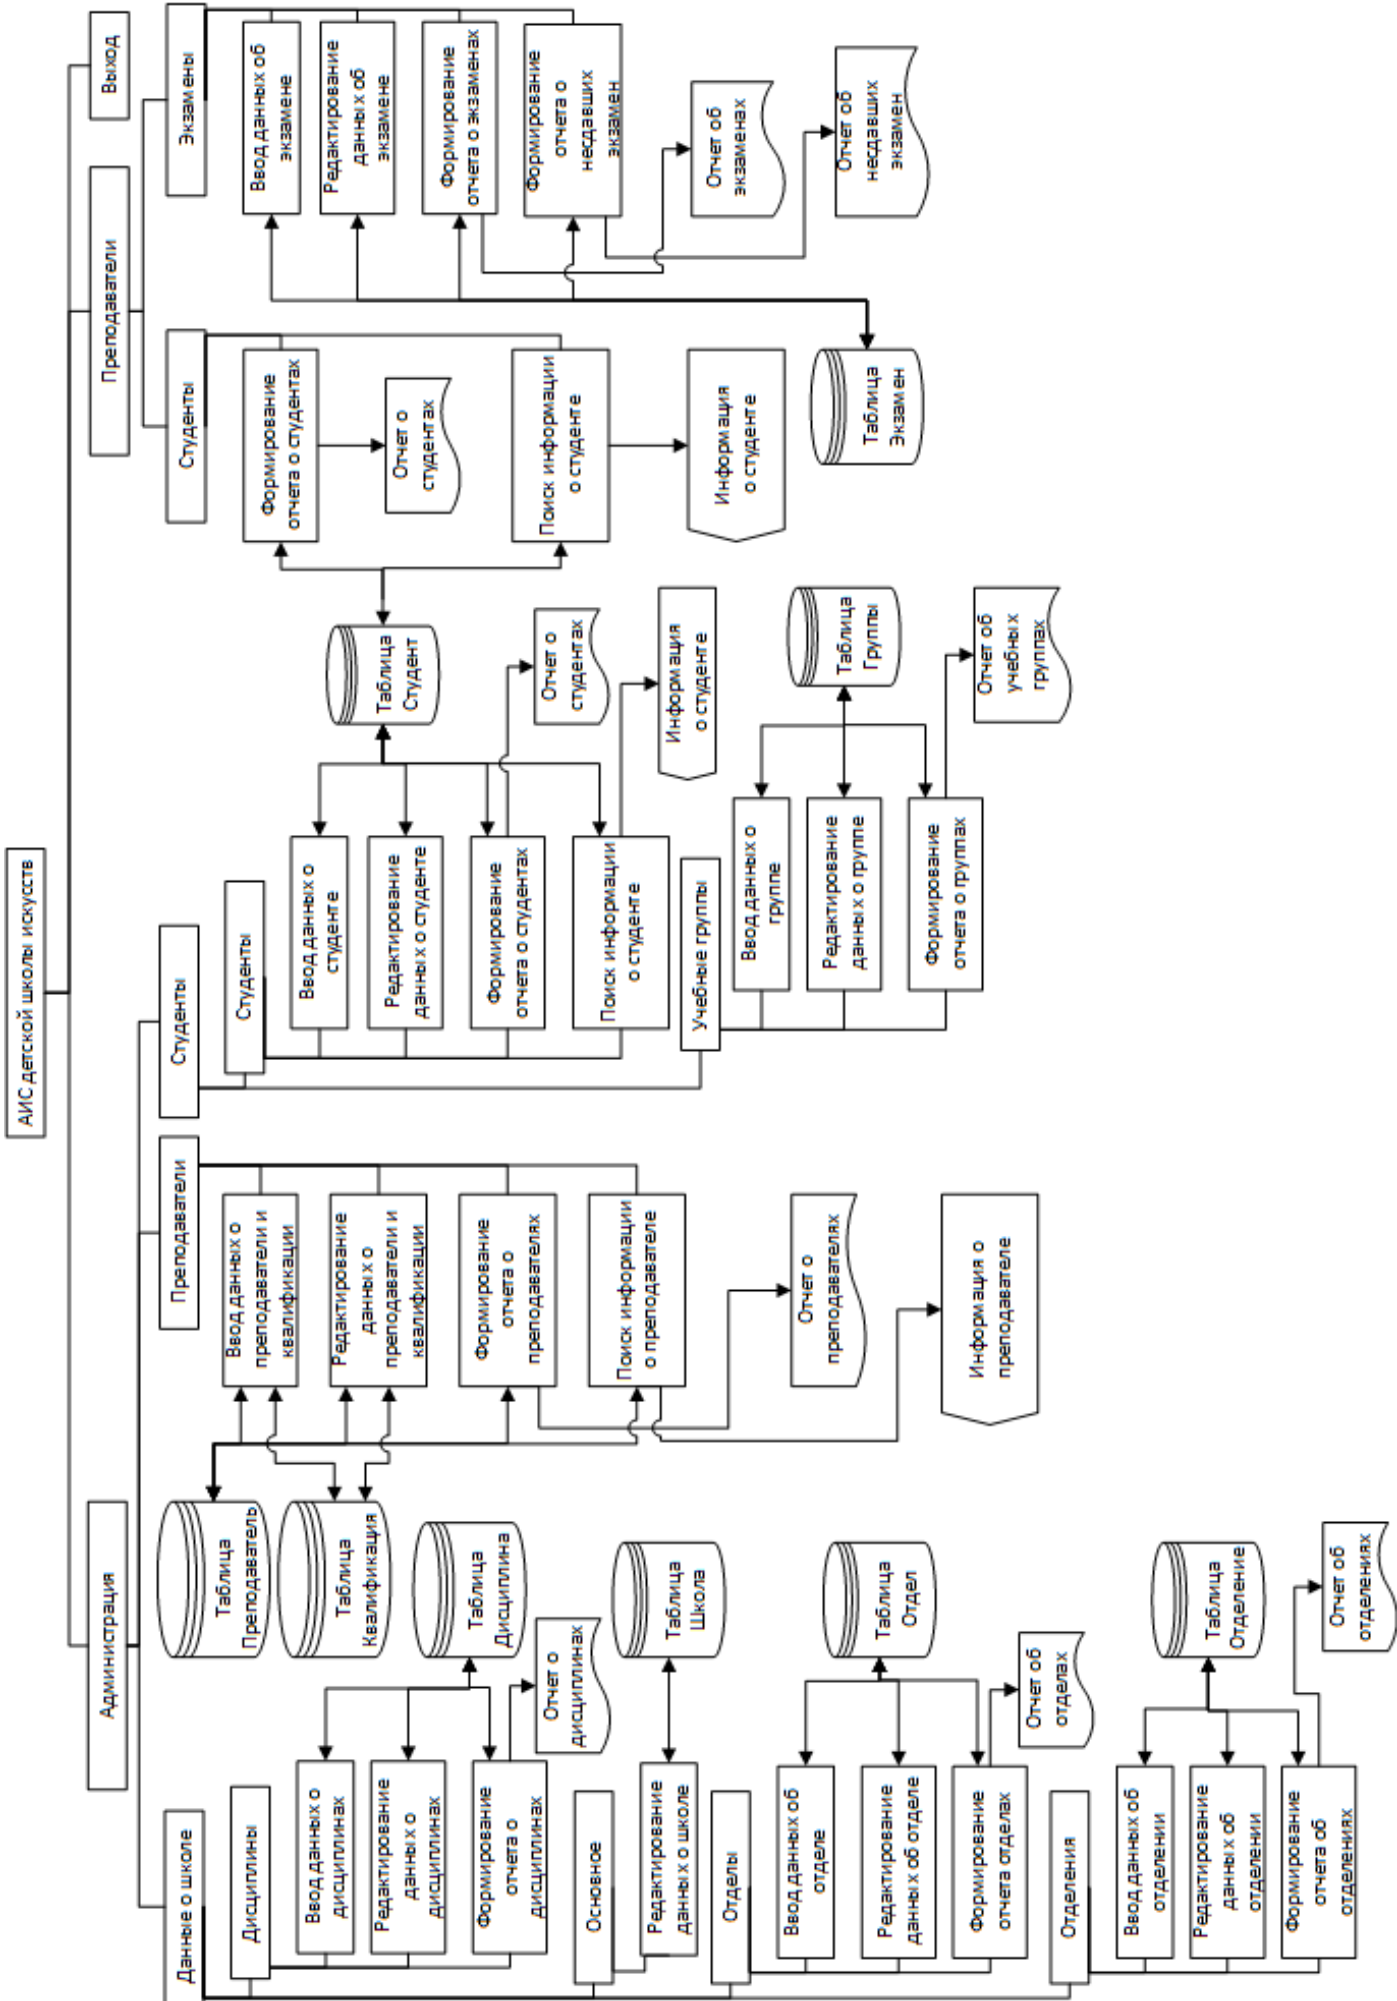 АИС детской школы искусств
Администрация
Преподаватели
Выход
Данные о школе
Преподаватели
Студенты
Студенты
Экзамены
Дисциплины
Ввод данных о
дисциплинах
Редактирование
данных о
дисциплинах
Формирование
отчета о
дисциплинах
Таблица
Дисциплина
Отчет о
дисциплинах
Основное
Редактирование
данных о школе
Таблица
Школа
Отделы
Ввод данных об
отделе
Редактирование
данных об отделе
Формирование
отчета отделах
Таблица
Отдел
Отчет об
отделах
Отделения
Ввод данных об
отделении
Редактирование
данных об
отделении
Формирование
отчета об
отделениях
Таблица
Отделение
Отчет об
отделениях
Таблица
Преподаватель
Таблица
Квалификация
Ввод данных о
преподаватели и
квалификации
Редактирование
данных о
преподаватели и
квалификации
Формирование
отчета о
преподавателях
Поиск информации
о преподавателе
Отчет о
преподавателях
Информация о
преподавателе
Студенты
Ввод данных о
студенте
Редактирование
данных о студенте
Формирование
отчета о студентах
Поиск информации
о студенте
Таблица
Студент
Отчет о
студентах
Информация
о студенте
Учебные группы
Ввод данных о
группе
Редактирование
данных о группе
Формирование
отчета о группах
Таблица
Группы
Отчет об
учебных
группах
Формирование
отчета о студентах
Отчет о
студентах
Поиск информации
о студенте
Информация
о студенте
Ввод данных об
экзамене
Редактирование
данных об
экзамене
Формирование
отчета о экзаменах
Формирование
отчета о
несдавших
экзамен
Отчет об
экзаменах
Отчет об
несдавших
экзамен
Таблица
Экзамен